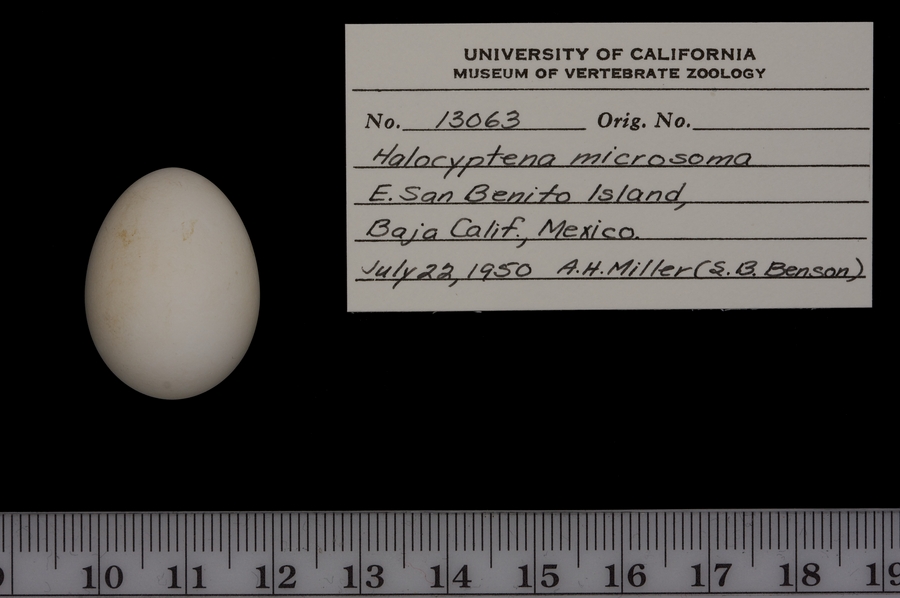 UNIVERSITY OF CALIFORNIA
MUSEUM OF VERTEBRATE ZOOLOGY
No. 13063 Orig. No.
Halocyptena microsoma
E. San Benito Island,
Baja Calif., Mexico.
July 22, 1950 A.H. Miller (S. B. Benson)
10 11 12 13 14 15 16 17 18 19